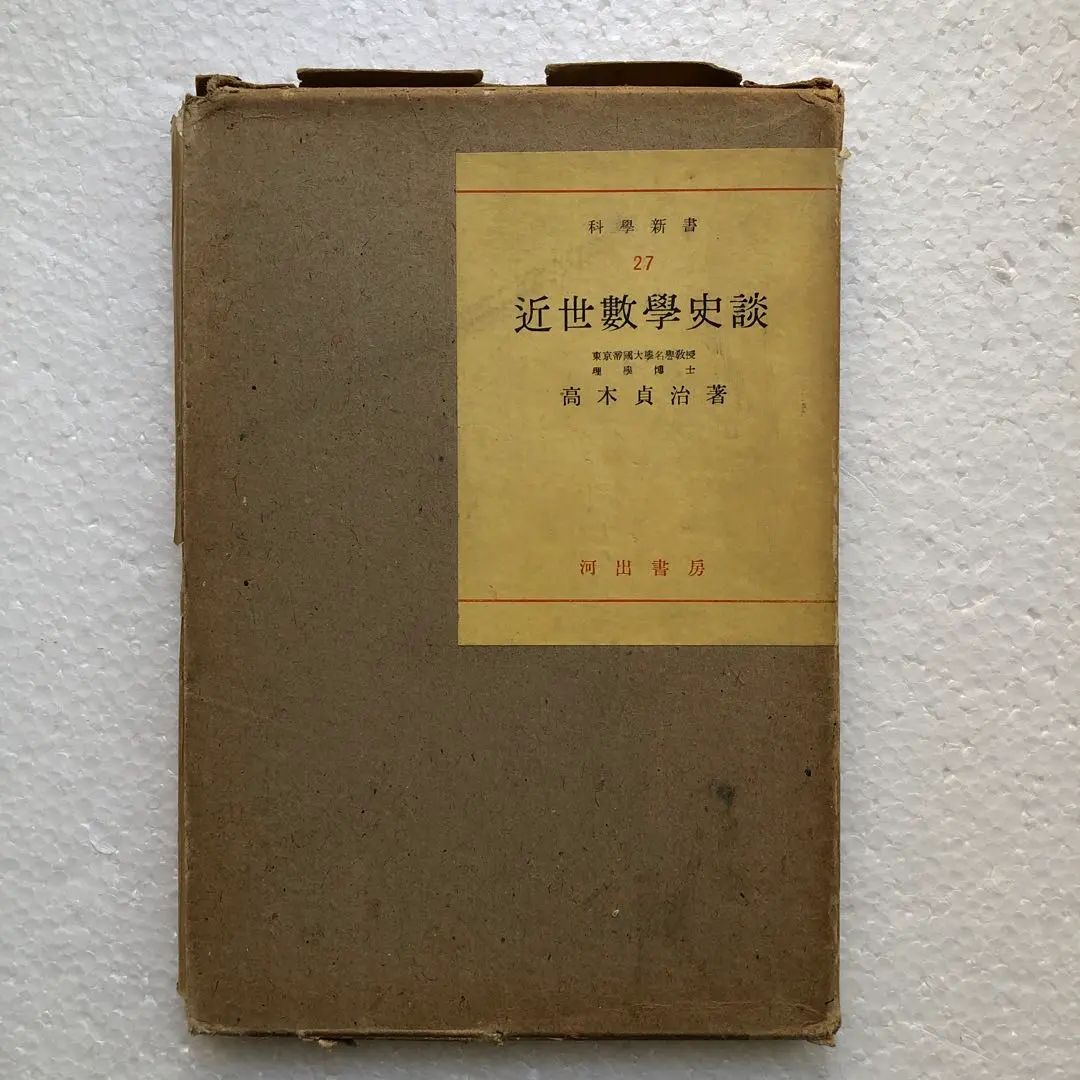 科學新書
27
近世數學史談
東京帝國大學名譽教授
理學博士
高木貞治著
河出書房